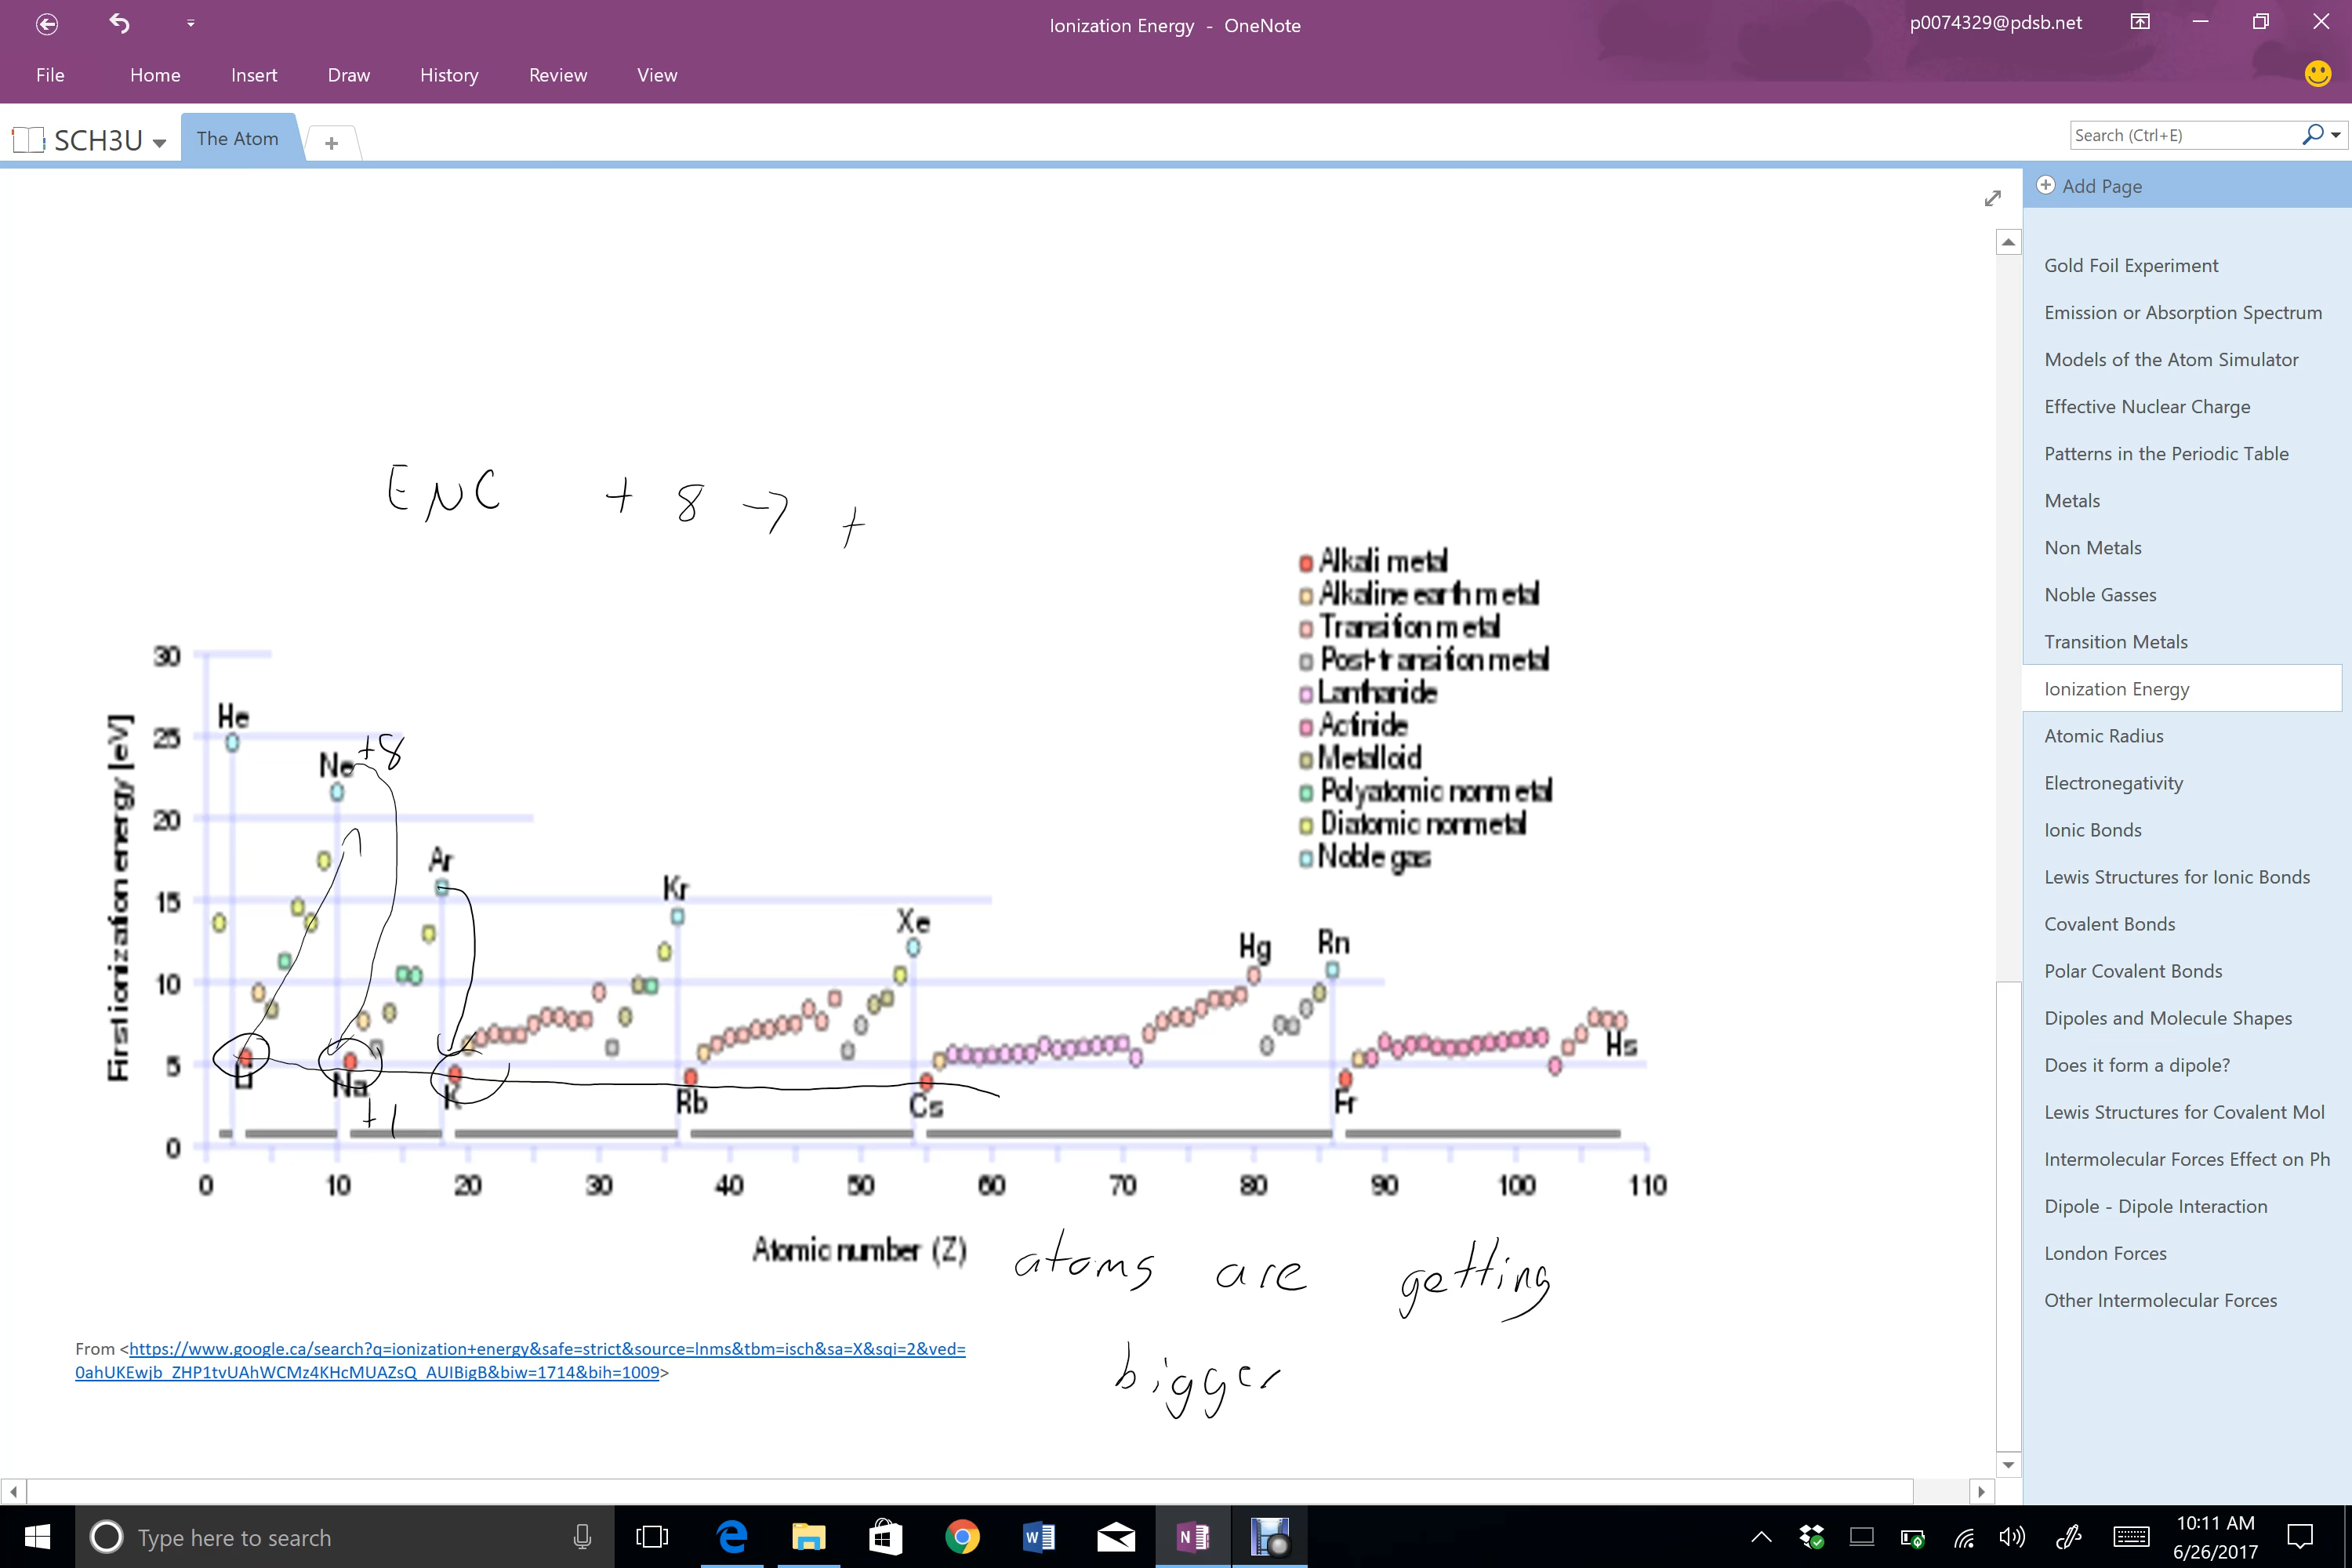 Ionization Energy - OneNote
p0074329@pdsb.net
File Home Insert Draw History Review View
SCH3U
The Atom
+
Search (Ctrl+E)
Add Page
Gold Foil Experiment
Emission or Absorption Spectrum
Models of the Atom Simulator
Effective Nuclear Charge
Patterns in the Periodic Table
Metals
Non Metals
Noble Gasses
Transition Metals
Ionization Energy
Atomic Radius
Electronegativity
Ionic Bonds
Lewis Structures for Ionic Bonds
Covalent Bonds
Polar Covalent Bonds
Dipoles and Molecule Shapes
Does it form a dipole?
Lewis Structures for Covalent Mol
Intermolecular Forces Effect on Ph
Dipole - Dipole Interaction
London Forces
Other Intermolecular Forces
ENC + 8 → +
Alkali metal
Alkaline earth metal
Transition metal
Post-transition metal
Lanthanide
Actinide
Metalloid
Polyatomic nonmetal
Diatomic nonmetal
Noble gas
First ionization energy [eV]
30
25
20
15
10
5
0
He
Ne
+8
Ar
Kr
Xe
Hg
Rn
Li
Na
+1
K
Rb
Cs
Fr
Hs
0 10 20 30 40 50 60 70 80 90 100 110
Atomic number (Z)
atoms are getting
bigger
From <https://www.google.ca/search?q=ionization+energy&safe=strict&source=lnms&tbm=isch&sa=X&sqi=2&ved=
0ahUKEwjb_ZHP1tvUAhWCMz4KHcMUAZsQ_AUIBigB&biw=1714&bih=1009>
Type here to search
10:11 AM
6/26/2017